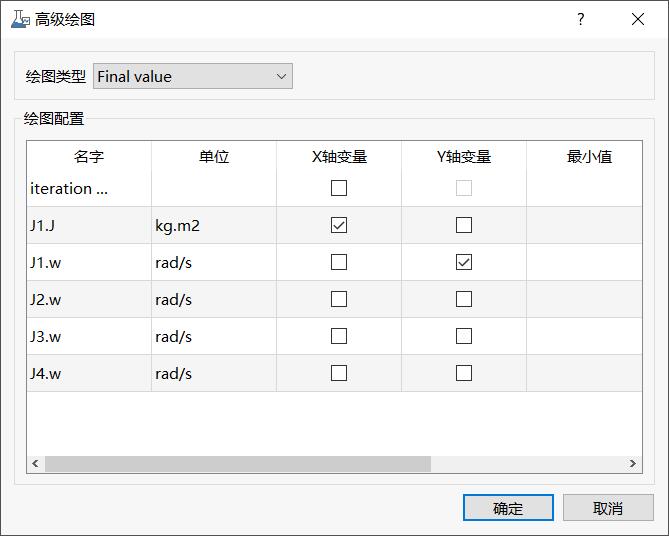 高级绘图
?
绘图类型 Final value
绘图配置
名字 单位 X轴变量 Y轴变量 最小值
iteration ...
J1.J kg.m2
J1.w rad/s
J2.w rad/s
J3.w rad/s
J4.w rad/s
确定 取消